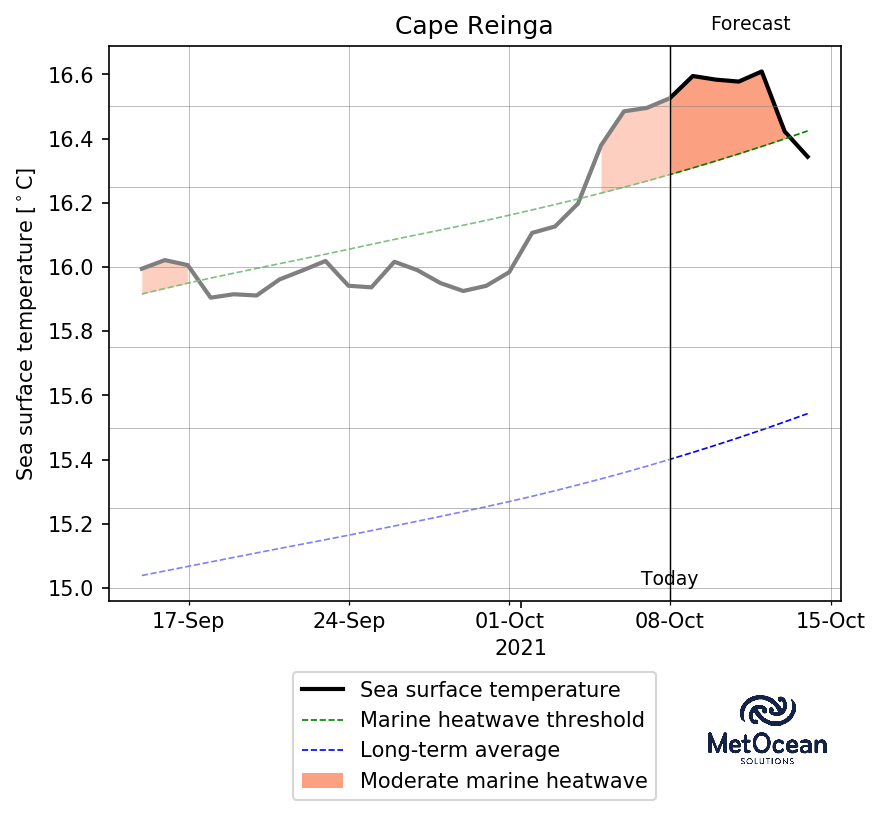 Cape Reinga
Forecast
16.6
16.4
16.2
16.0
15.8
15.6
15.4
15.2
15.0
Sea surface temperature [°C]
Today
17-Sep
24-Sep
01-Oct
08-Oct
15-Oct
2021
Sea surface temperature
Marine heatwave threshold
Long-term average
Moderate marine heatwave
MetOcean
SOLUTIONS